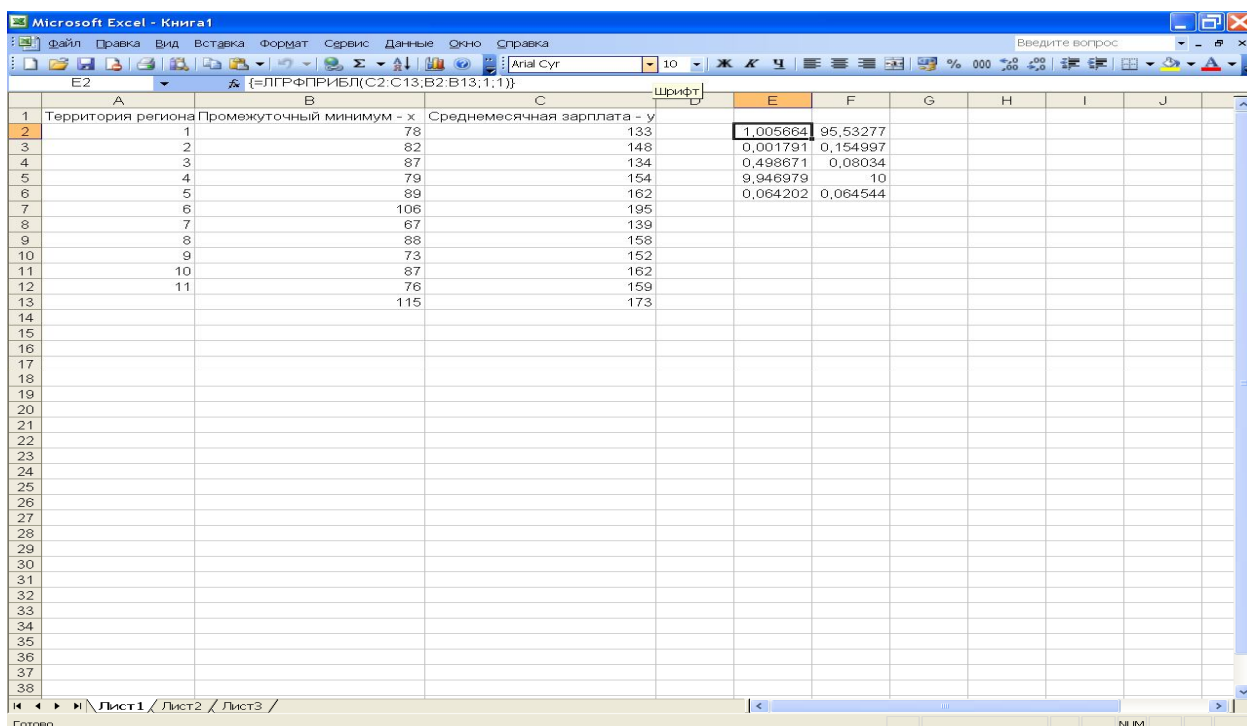 Microsoft Excel - Книга1
Файл Правка Вид Вставка Формат Сервис Данные Окно Справка Введите вопрос
Arial Cyr 10 Ж К Ч % 000
E2 fx {=ЛГРФПРИБЛ(C2:C13;B2:B13;1;1)}
Шрифт
A B C D E F G H I J
1 Территория региона Промежуточный минимум - x Среднемесячная зарплата - y
2 1 78 133 1,005664 95,53277
3 2 82 148 0,001791 0,154997
4 3 87 134 0,498671 0,08034
5 4 79 154 9,946979 10
6 5 89 162 0,064202 0,064544
7 6 106 195
8 7 67 139
9 8 88 158
10 9 73 152
11 10 87 162
12 11 76 159
13 115 173
14
15
16
17
18
19
20
21
22
23
24
25
26
27
28
29
30
31
32
33
34
35
36
37
38
Лист1 Лист2 Лист3
Готово NUM